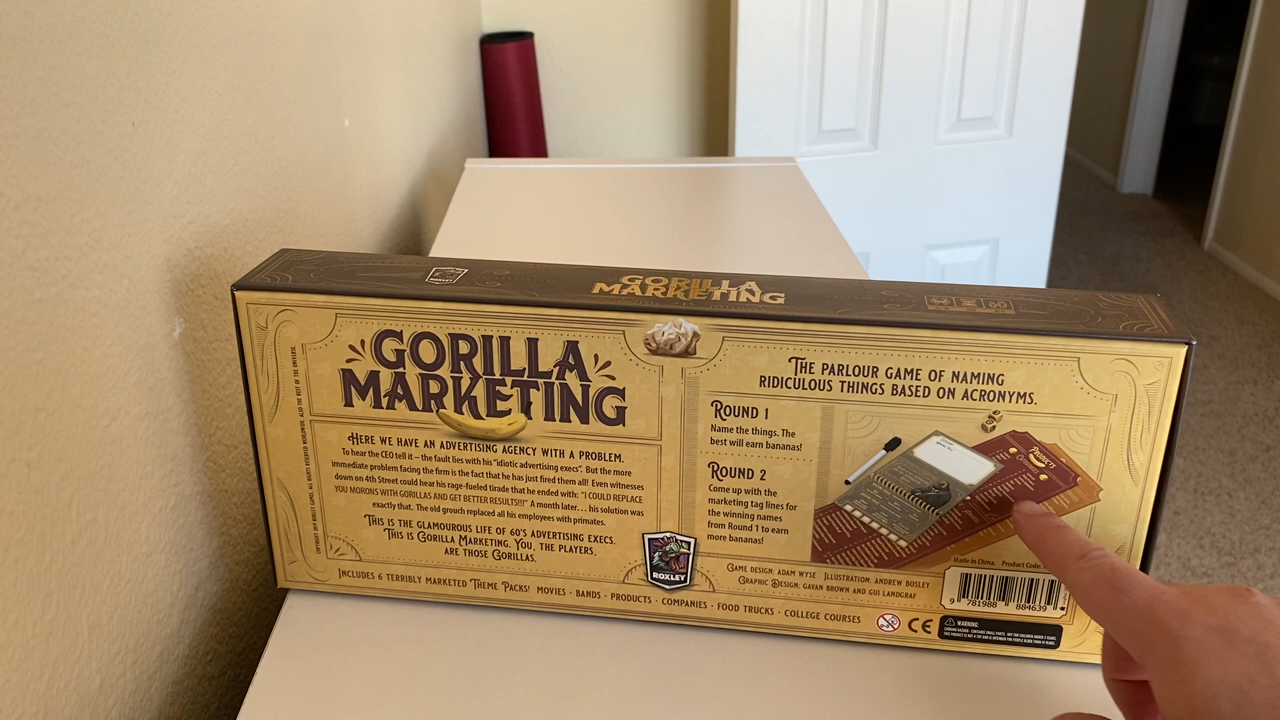 ROXLEY
GORILLA
MARKETING
GORILLA
MARKETING
HERE WE HAVE AN ADVERTISING AGENCY WITH A PROBLEM.
To hear the CEO tell it – the fault lies with his "idiotic advertising execs". But the more
immediate problem facing the firm is the fact that he has just fired them all! Even witnesses
down on 4th Street could hear his rage-fueled tirade that ended with: "I COULD REPLACE
YOU MORONS WITH GORILLAS AND GET BETTER RESULTS!!!" A month later... his solution was
exactly that. The old grouch replaced all his employees with primates.
THIS IS THE GLAMOUROUS LIFE OF 60'S ADVERTISING EXECS.
THIS IS GORILLA MARKETING. YOU, THE PLAYERS,
ARE THOSE GORILLAS.
INCLUDES 6 TERRIBLY MARKETED THEME PACKS! MOVIES · BANDS · PRODUCTS · COMPANIES · FOOD TRUCKS · COLLEGE COURSES
ROXLEY
THE PARLOUR GAME OF NAMING
RIDICULOUS THINGS BASED ON ACRONYMS.
ROUND 1
Name the things. The
best will earn bananas!
ROUND 2
Come up with the
marketing tag lines for
the winning names
from Round 1 to earn
more bananas!
PRODUCTS
GAME DESIGN: ADAM WYSE ILLUSTRATION: ANDREW BOSLEY
GRAPHIC DESIGN: GAVAN BROWN AND GUI LANDGRAF
Made in China. Product Code:
9 781988 884639
CE
WARNING: